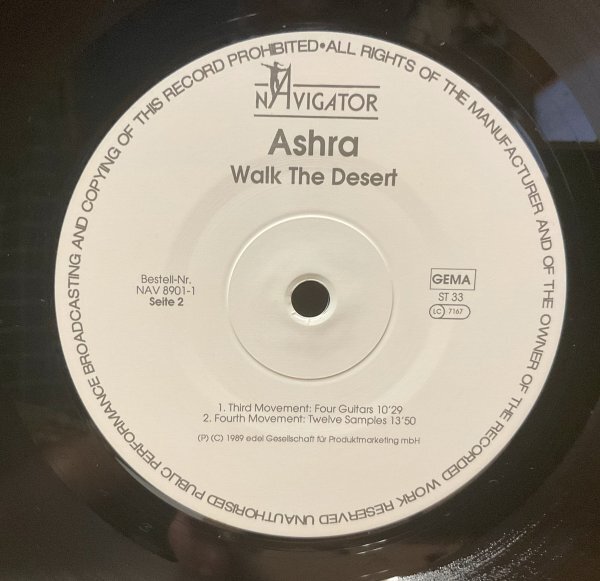 UNAUTHORISED PUBLIC PERFORMANCE BROADCASTING AND COPYING OF THIS RECORD PROHIBITED•ALL RIGHTS OF THE MANUFACTURER AND OF THE OWNER OF THE RECORDED WORK RESERVED
NAVIGATOR
Ashra
Walk The Desert
Bestell-Nr.
NAV 8901-1
Seite 2
GEMA
ST 33
LC 7167
1. Third Movement: Four Guitars 10'29
2. Fourth Movement: Twelve Samples 13'50
(P) (C) 1989 edel Gesellschaft für Produktmarketing mbH